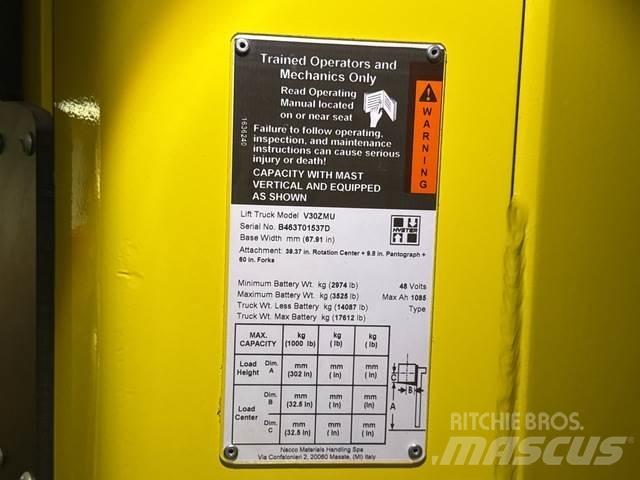 Trained Operators and
Mechanics Only
Read Operating
Manual located
on or near seat
Failure to follow operating,
inspection, and maintenance
instructions can cause serious
injury or death!
CAPACITY WITH MAST
VERTICAL AND EQUIPPED
AS SHOWN
WARNING
1636240
Lift Truck Model V30ZMU
Serial No. B463T01537D
Base Width mm (67.91 in)
Attachment: 39.37 in. Rotation Center + 9.8 in. Pantograph +
60 in. Forks
HYSTER
Minimum Battery Wt. kg (2974 lb) 48 Volts
Maximum Battery Wt. kg (3525 lb) Max Ah 1085
Truck Wt. Less Battery kg (14087 lb) Type
Truck Wt. Max Battery kg (17612 lb)
MAX. CAPACITY kg (1000 lb) kg ( lb) kg ( lb)
Load Height Dim. A mm (302 in) mm ( in) mm ( in)
Load Center Dim. B mm (32.5 in) mm ( in) mm (in)
Dim. C mm (32.5 in) mm ( in) mm ( in)
C
B
A
Nacco Materials Handling Spa
Via Confalonieri 2, 20060 Masate, (MI) Italy
RITCHIE BROS.
MASCUS